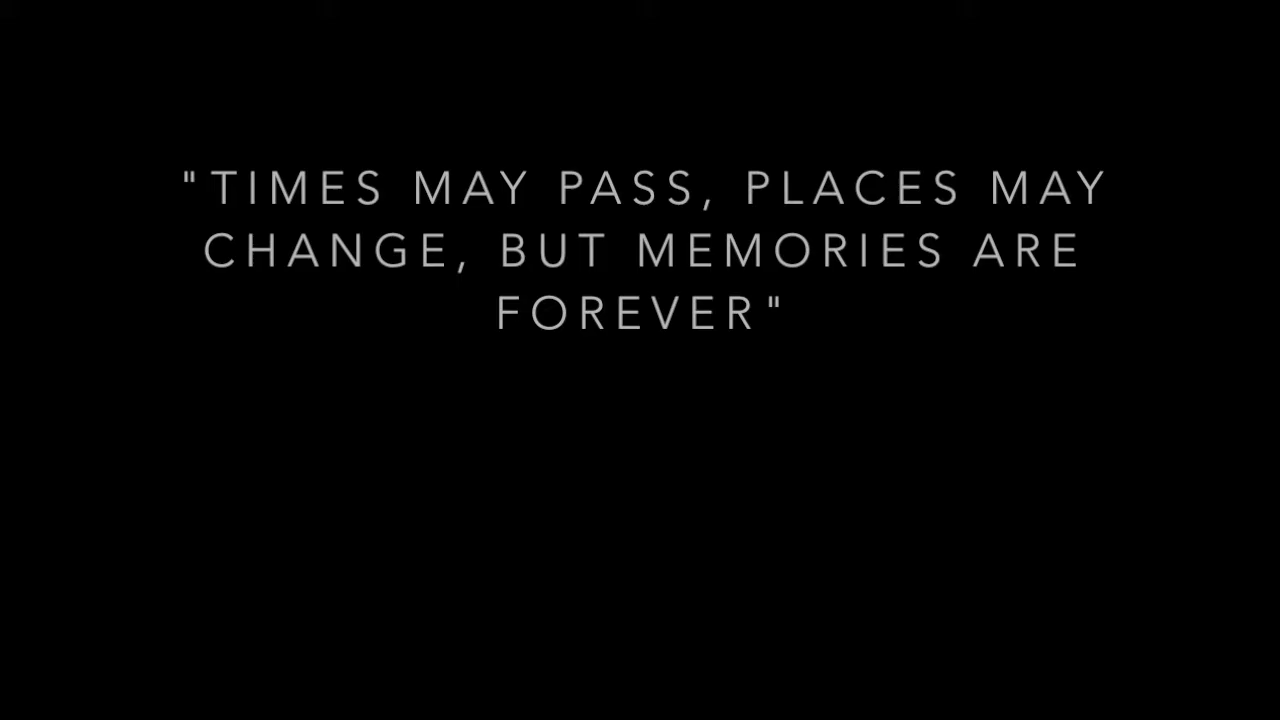 "TIMES MAY PASS, PLACES MAY
CHANGE, BUT MEMORIES ARE
FOREVER"